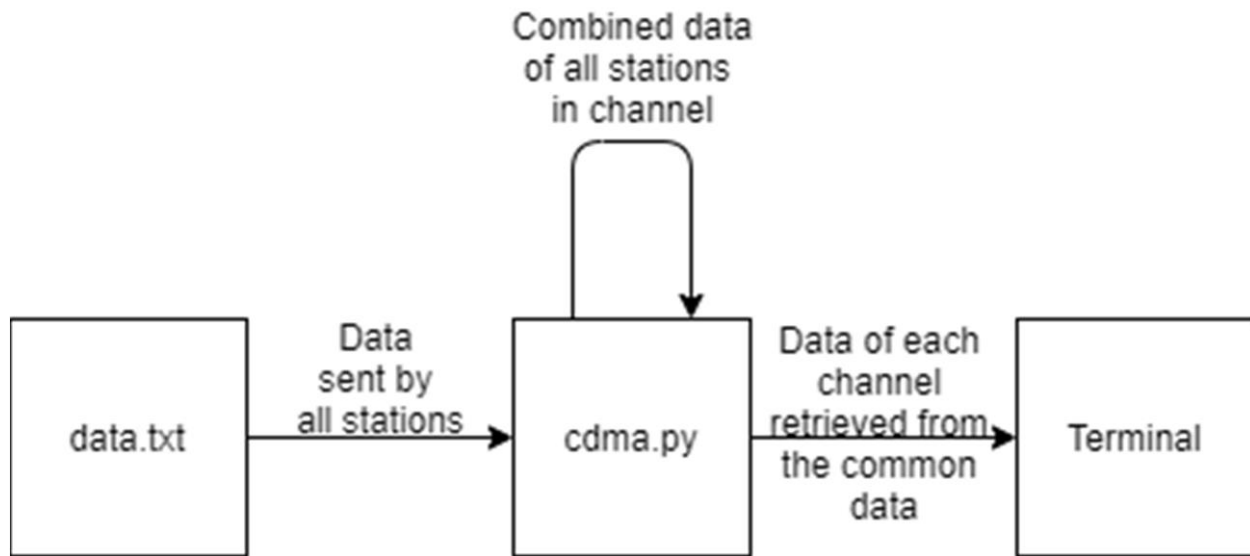 Combined data
of all stations
in channel
data.txt
Data
sent by
all stations
cdma.py
Data of each
channel
retrieved from
the common
data
Terminal